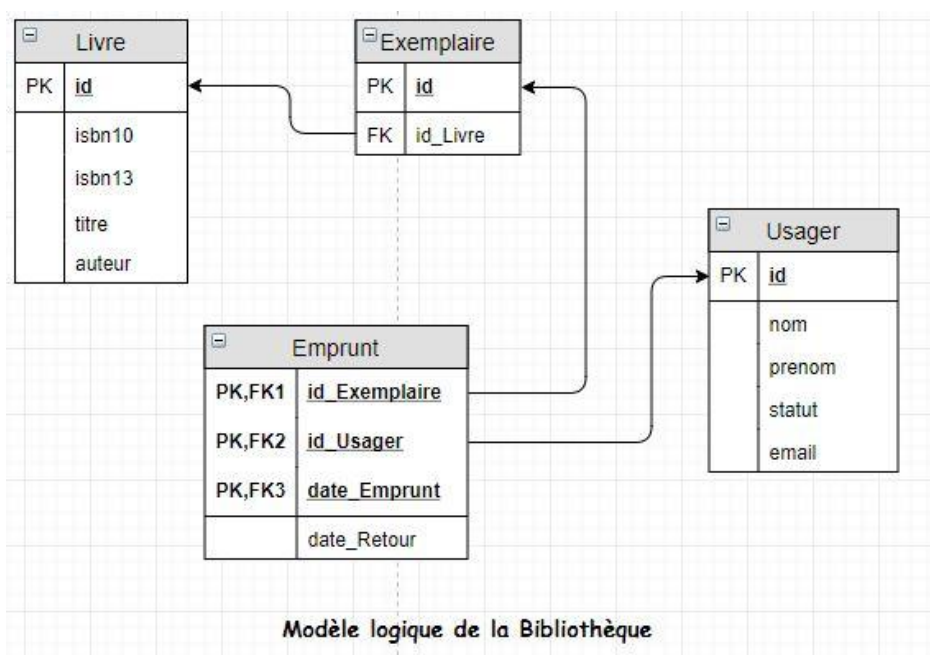 Livre
PK id
isbn10
isbn13
titre
auteur
Exemplaire
PK id
FK id_Livre
Usager
PK id
nom
prenom
statut
email
Emprunt
PK,FK1 id_Exemplaire
PK,FK2 id_Usager
PK,FK3 date_Emprunt
date_Retour
Modèle logique de la Bibliothèque